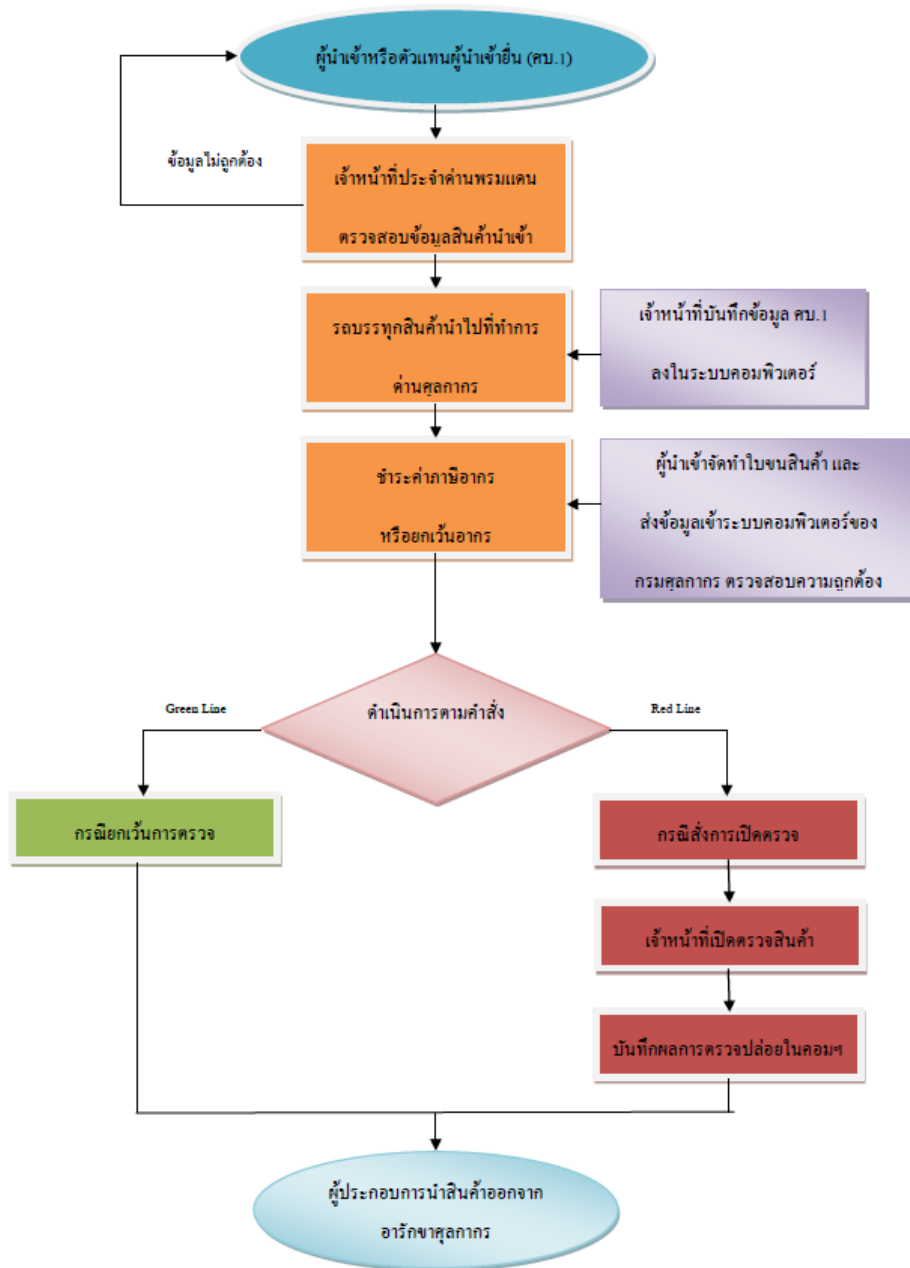 ผู้นำเข้าหรือตัวแทนผู้นำเข้ายื่น (ศบ.1)
ข้อมูลไม่ถูกต้อง
เจ้าหน้าที่ประจำด่านพรมแดน
ตรวจสอบข้อมูลสินค้านำเข้า
รถบรรทุกสินค้านำไปที่ทำการ
ด่านศุลกากร
เจ้าหน้าที่บันทึกข้อมูล ศบ.1
ลงในระบบคอมพิวเตอร์
ชำระค่าภาษีอากร
หรือยกเว้นอากร
ผู้นำเข้าจัดทำใบขนสินค้า และ
ส่งข้อมูลเข้าระบบคอมพิวเตอร์ของ
กรมศุลกากร ตรวจสอบความถูกต้อง
Green Line
ดำเนินการตามคำสั่ง
Red Line
กรณียกเว้นการตรวจ
กรณีสั่งการเปิดตรวจ
เจ้าหน้าที่เปิดตรวจสินค้า
บันทึกผลการตรวจปล่อยในคอมฯ
ผู้ประกอบการนำสินค้าออกจาก
อารักขาศุลกากร